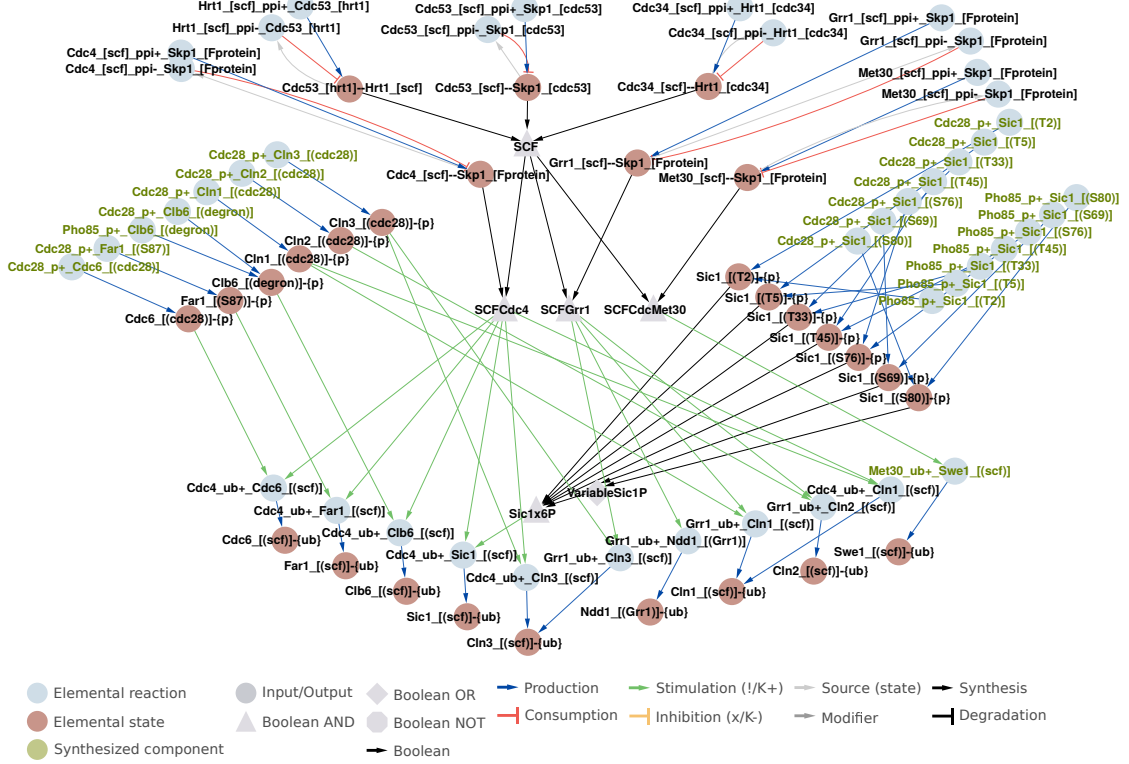 Hrt1_[scf]_ppi+_Cdc53_[hrt1]
Hrt1_[scf]_ppi-_Cdc53_[hrt1]
Cdc53_[scf]_ppi+_Skp1_[cdc53]
Cdc53_[scf]_ppi-_Skp1_[cdc53]
Cdc34_[scf]_ppi+_Hrt1_[cdc34]
Cdc34_[scf]_ppi-_Hrt1_[cdc34]
Grr1_[scf]_ppi+_Skp1_[Fprotein]
Grr1_[scf]_ppi-_Skp1_[Fprotein]
Cdc4_[scf]_ppi+_Skp1_[Fprotein]
Cdc4_[scf]_ppi-_Skp1_[Fprotein]
Met30_[scf]_ppi+_Skp1_[Fprotein]
Met30_[scf]_ppi-_Skp1_[Fprotein]
Cdc53_[hrt1]--Hrt1_[scf]
Cdc53_[scf]--Skp1_[cdc53]
Cdc34_[scf]--Hrt1_[cdc34]
SCF
Cdc4_[scf]--Skp1_[Fprotein]
Grr1_[scf]--Skp1_[Fprotein]
Met30_[scf]--Skp1_[Fprotein]
Cdc28_p+_Sic1_[(T2)]
Cdc28_p+_Sic1_[(T5)]
Cdc28_p+_Sic1_[(T33)]
Cdc28_p+_Sic1_[(T45)]
Cdc28_p+_Sic1_[(S76)]
Cdc28_p+_Sic1_[(S69)]
Cdc28_p+_Sic1_[(S80)]
Pho85_p+_Sic1_[(S80)]
Pho85_p+_Sic1_[(S69)]
Pho85_p+_Sic1_[(S76)]
Pho85_p+_Sic1_[(T45)]
Pho85_p+_Sic1_[(T33)]
Pho85_p+_Sic1_[(T5)]
Pho85_p+_Sic1_[(T2)]
Cdc28_p+_Cln3_[(cdc28)]
Cdc28_p+_Cln2_[(cdc28)]
Cdc28_p+_Cln1_[(cdc28)]
Cdc28_p+_Clb6_[(degron)]
Pho85_p+_Clb6_[(degron)]
Cdc28_p+_Far1_[(S87)]
Cdc28_p+_Cdc6_[(cdc28)]
Cln3_[(cdc28)]-{p}
Cln2_[(cdc28)]-{p}
Cln1_[(cdc28)]-{p}
Clb6_[(degron)]-{p}
Far1_[(S87)]-{p}
Cdc6_[(cdc28)]-{p}
SCFCdc4
SCFGrr1
SCFCdcMet30
Sic1_[(T2)]-{p}
Sic1_[(T5)]-{p}
Sic1_[(T33)]-{p}
Sic1_[(T45)]-{p}
Sic1_[(S76)]-{p}
Sic1_[(S69)]-{p}
Sic1_[(S80)]-{p}
Met30_ub+_Swe1_[(scf)]
Cdc4_ub+_Cdc6_[(scf)]
Cdc4_ub+_Far1_[(scf)]
Cdc4_ub+_Clb6_[(scf)]
Cdc4_ub+_Sic1_[(scf)]
Cdc4_ub+_Cln3_[(scf)]
Sic1x6P
VariableSic1P
Grr1_ub+_Cln3_[(scf)]
Grr1_ub+_Ndd1_[(Grr1)]
Grr1_ub+_Cln1_[(scf)]
Grr1_ub+_Cln2_[(scf)]
Cdc4_ub+_Cln1_[(scf)]
Cdc6_[(scf)]-{ub}
Far1_[(scf)]-{ub}
Clb6_[(scf)]-{ub}
Sic1_[(scf)]-{ub}
Cln3_[(scf)]-{ub}
Ndd1_[(Grr1)]-{ub}
Cln1_[(scf)]-{ub}
Cln2_[(scf)]-{ub}
Swe1_[(scf)]-{ub}
Elemental reaction
Elemental state
Synthesized component
Input/Output
Boolean AND
Boolean OR
Boolean NOT
Boolean
Production
Consumption
Stimulation (!/K+)
Inhibition (x/K-)
Source (state)
Modifier
Synthesis
Degradation